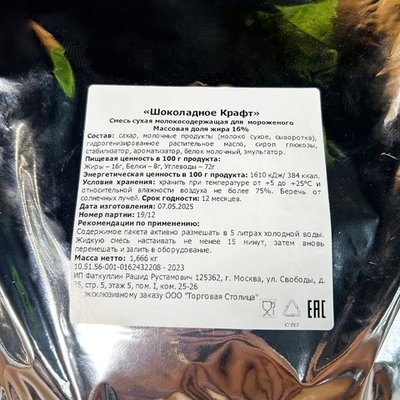 «Шоколадное Крафт»
Смесь сухая молокосодержащая для мороженого
Массовая доля жира 16%
Состав: сахар, молочные продукты (молоко сухое, сыворотка),
гидрогенизированное растительное масло, сироп глюкозы,
стабилизатор, ароматизатор, белок молочный, эмульгатор.
Пищевая ценность в 100 г продукта:
Жиры – 16г, Белки – 8г, Углеводы – 72г
Энергетическая ценность в 100 г продукта: 1610 кДж/ 384 ккал.
Условия хранения: хранить при температуре от +5 до +25°С и
относительной влажности воздуха не более 75%. Беречь от
солнечных лучей. Срок годности: 12 месяцев.
Дата изготовления: 07.05.2025
Номер партии: 19/12
Рекомендации по применению:
Содержимое пакета активно размешать в 5 литрах холодной воды.
Жидкую смесь настаивать не менее 15 минут, затем вновь
перемешать и залить в оборудование.
Масса нетто: 1,666 кг
10.51.56-001-0162432208 - 2023
ИП Фаткуллин Рашид Рустамович 125362, г. Москва, ул. Свободы, д.
35, стр. 5, этаж 5, пом. I, ком. 25-26
эксклюзивному заказу ООО "Торговая Столица"
EAC